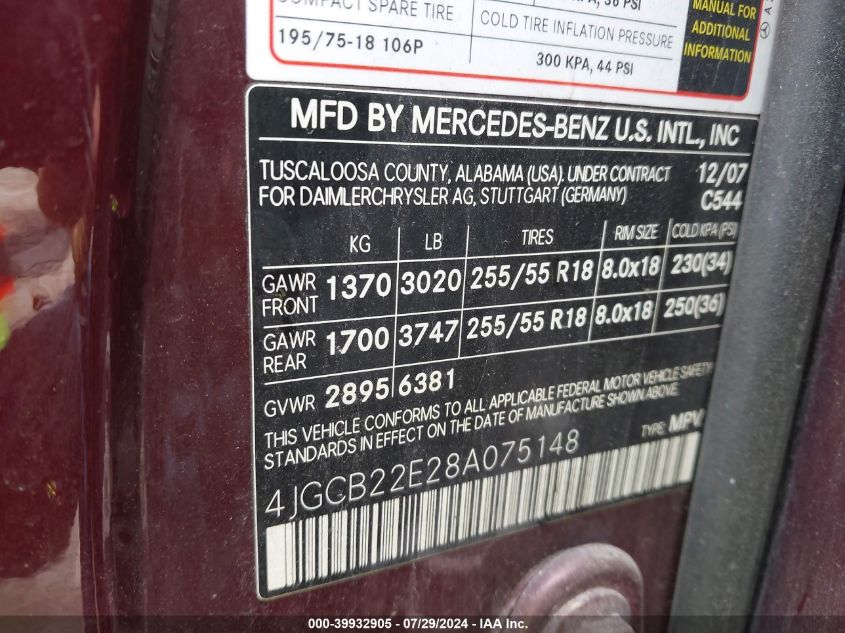 COMPACT SPARE TIRE
195/75-18 106P
KPA, 36 PSI
COLD TIRE INFLATION PRESSURE
300 KPA, 44 PSI
MANUAL FOR
ADDITIONAL
INFORMATION
MFD BY MERCEDES-BENZ U.S. INTL., INC
TUSCALOOSA COUNTY, ALABAMA (USA). UNDER CONTRACT 12/07
FOR DAIMLERCHRYSLER AG, STUTTGART (GERMANY) C544
KG LB TIRES RIM SIZE COLD KPA (PSI)
GAWR FRONT 1370 3020 255/55 R18 8.0x18 230(34)
GAWR REAR 1700 3747 255/55 R18 8.0x18 250(36)
GVWR 2895 6381
THIS VEHICLE CONFORMS TO ALL APPLICABLE FEDERAL MOTOR VEHICLE SAFETY
STANDARDS IN EFFECT ON THE DATE OF MANUFACTURE SHOWN ABOVE.
TYPE: MPV
4JGCB22E28A075148
000-39932905 - 07/29/2024 - IAAI.com